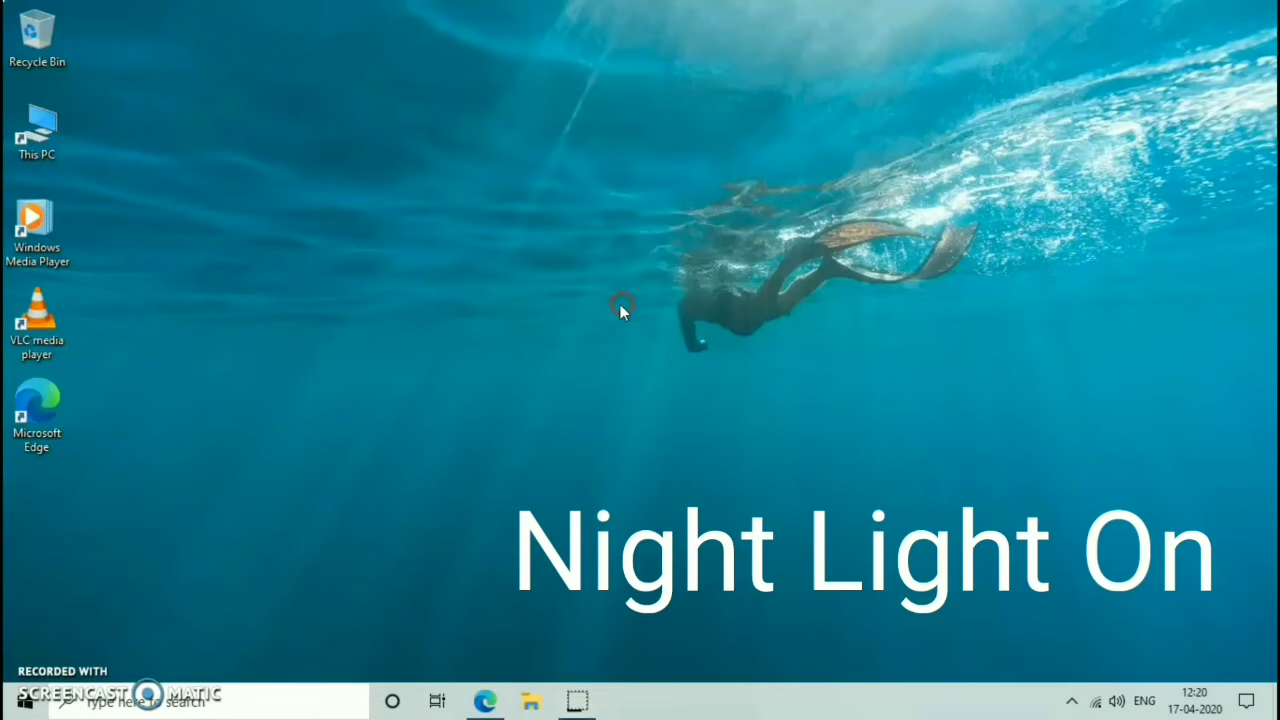 Recycle Bin
This PC
Windows
Media Player
VLC media
player
Microsoft
Edge
Night Light On
RECORDED WITH
SCREENCAST MATIC
Type here to search
ENG
12:20
17-04-2020